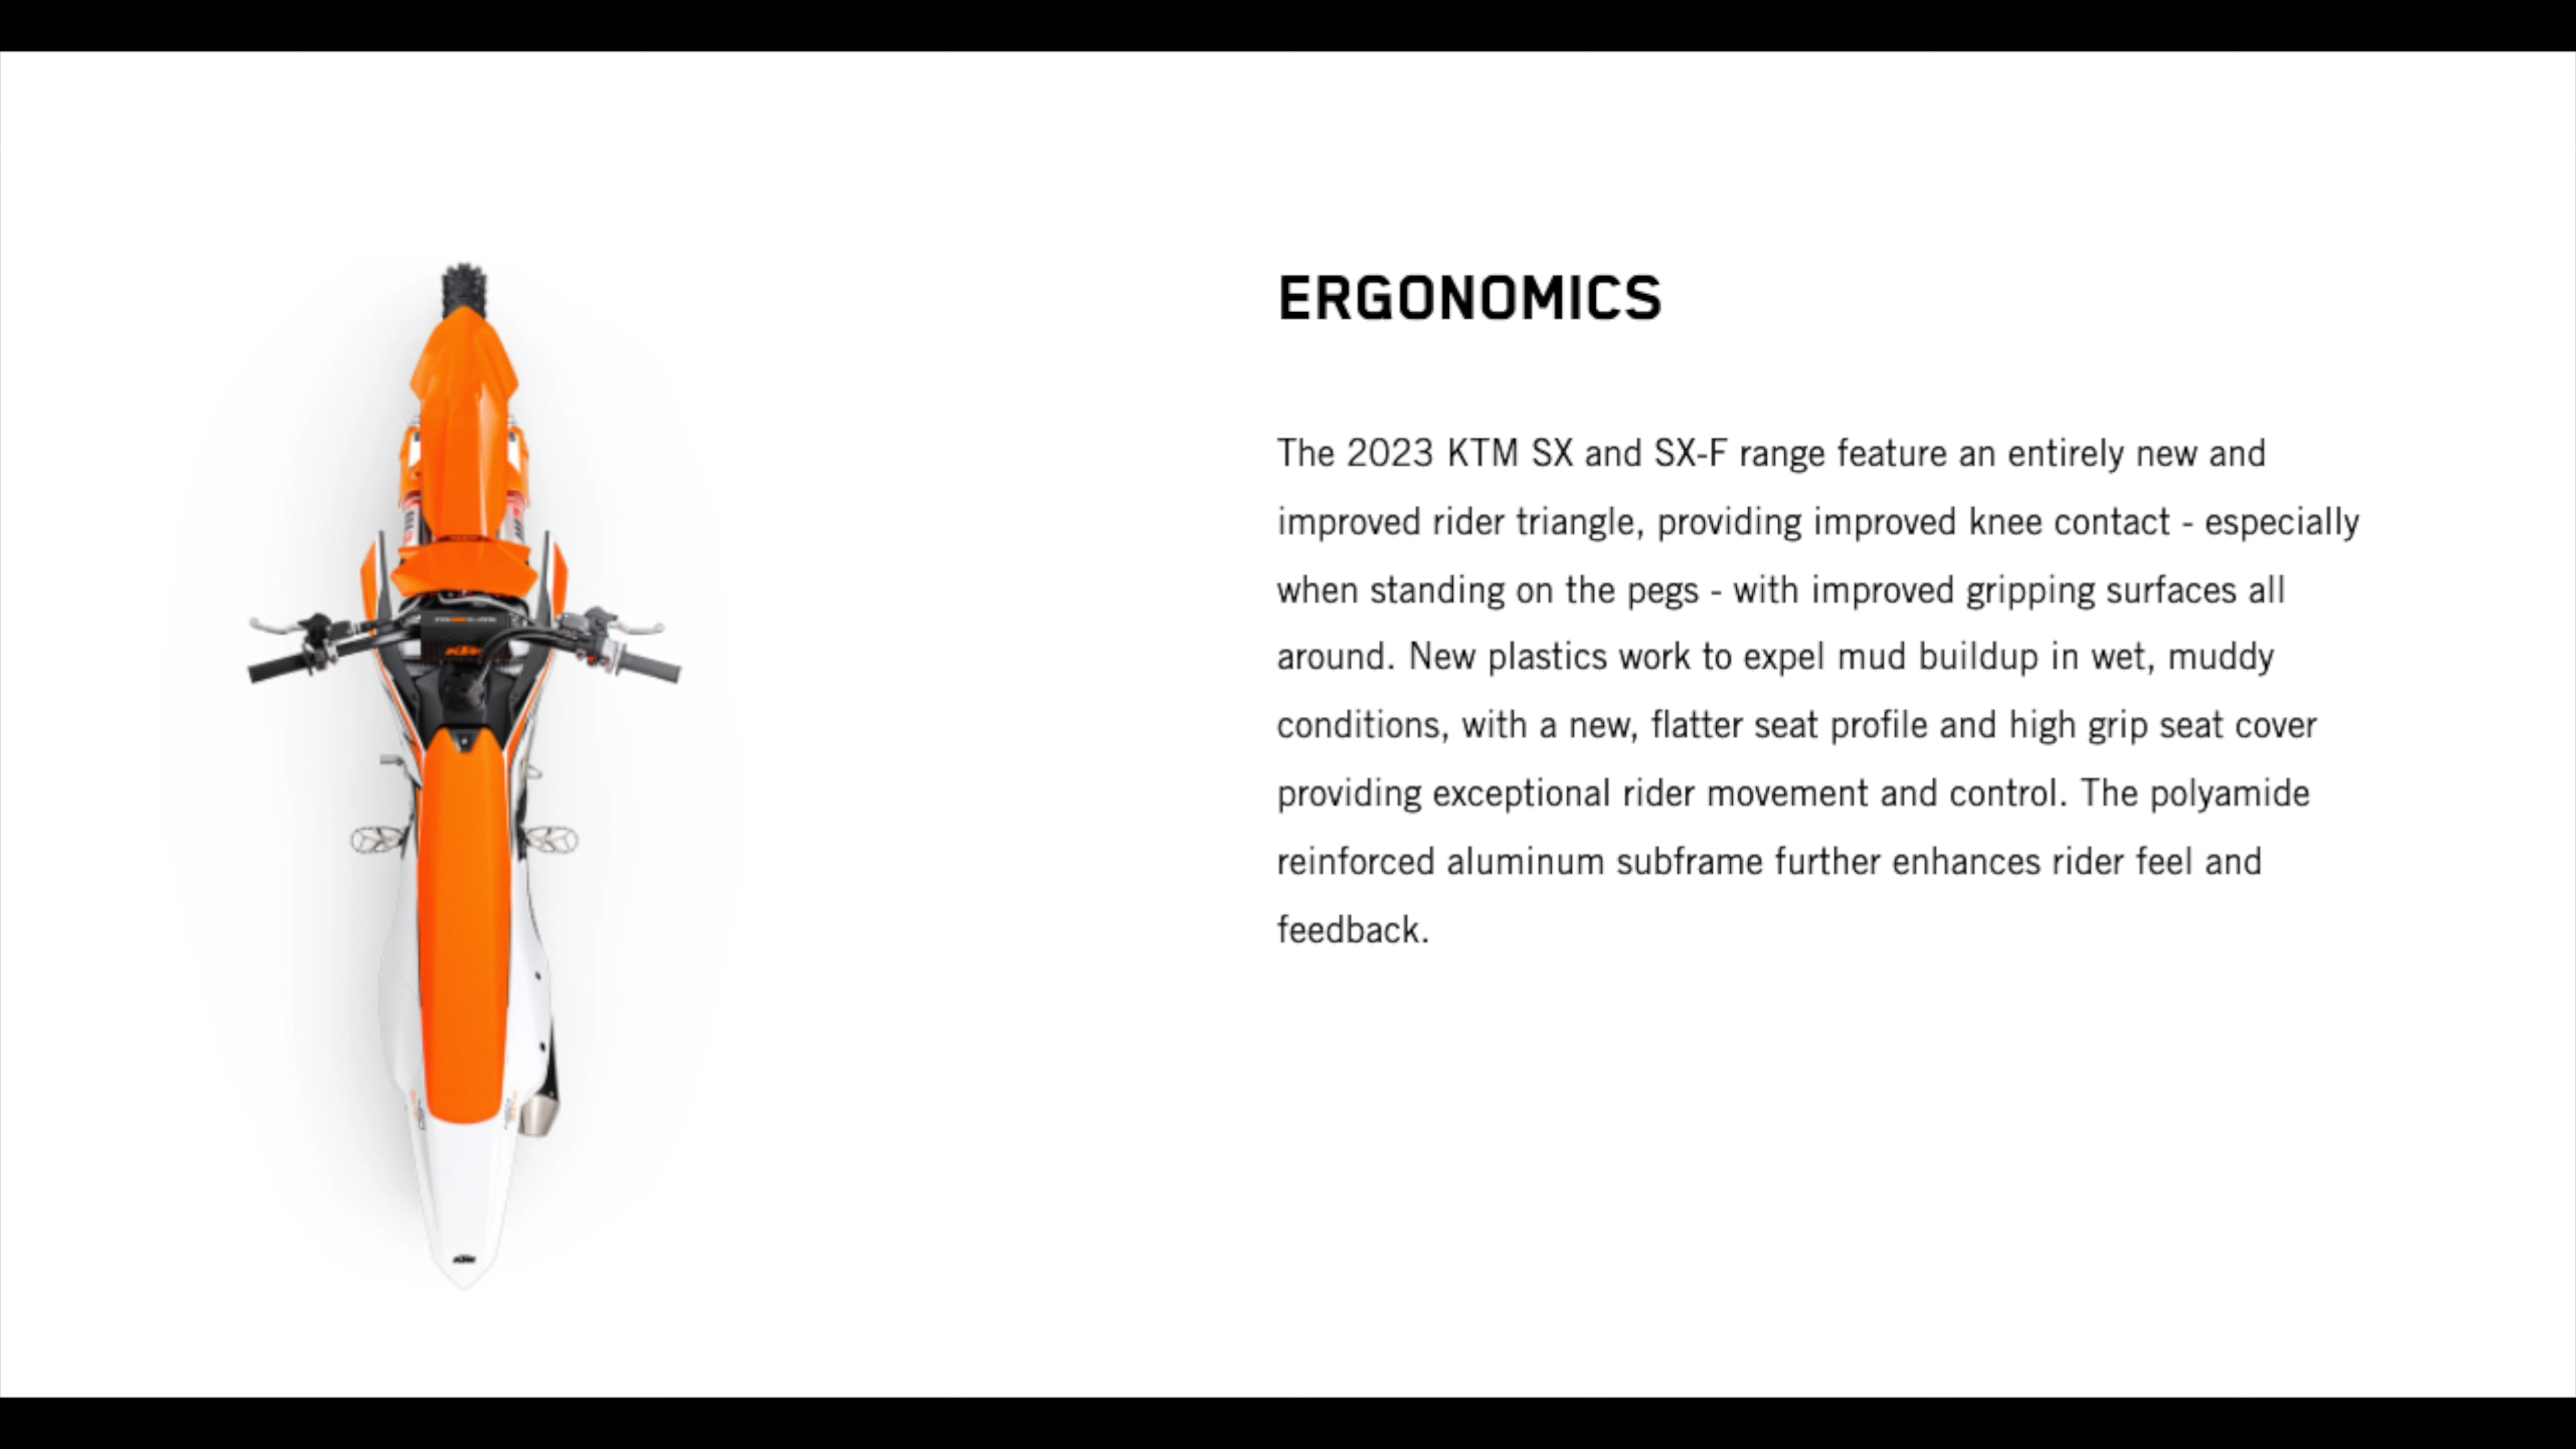 ERGONOMICS
The 2023 KTM SX and SX-F range feature an entirely new and
improved rider triangle, providing improved knee contact - especially
when standing on the pegs - with improved gripping surfaces all
around. New plastics work to expel mud buildup in wet, muddy
conditions, with a new, flatter seat profile and high grip seat cover
providing exceptional rider movement and control. The polyamide
reinforced aluminum subframe further enhances rider feel and
feedback.
KTM
KTM